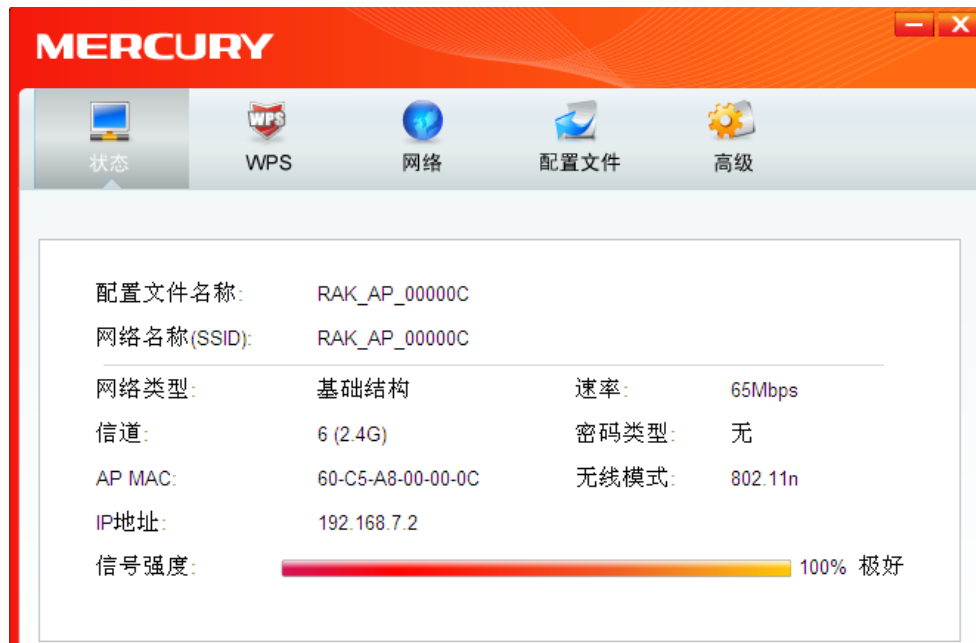 MERCURY
状态 WPS 网络 配置文件 高级
配置文件名称: RAK_AP_00000C
网络名称(SSID): RAK_AP_00000C
网络类型: 基础结构 速率: 65Mbps
信道: 6 (2.4G) 密码类型: 无
AP MAC: 60-C5-A8-00-00-0C 无线模式: 802.11n
IP地址: 192.168.7.2
信号强度: 100% 极好